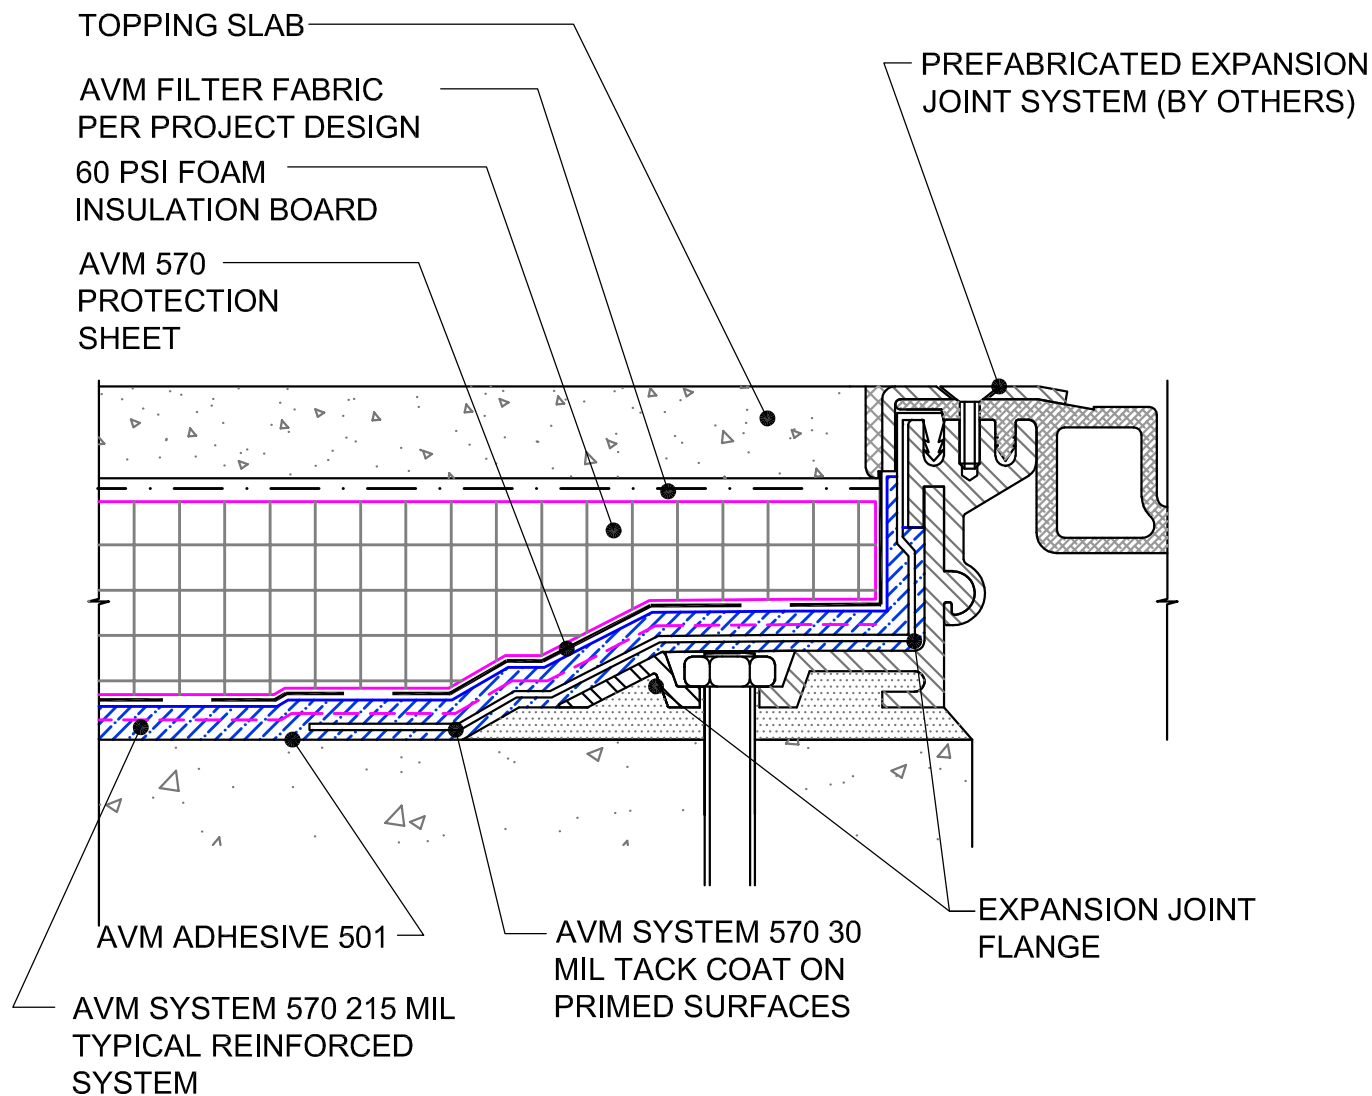 TOPPING SLAB
AVM FILTER FABRIC
PER PROJECT DESIGN
60 PSI FOAM
INSULATION BOARD
AVM 570
PROTECTION
SHEET
PREFABRICATED EXPANSION
JOINT SYSTEM (BY OTHERS)
AVM ADHESIVE 501
AVM SYSTEM 570 215 MIL
TYPICAL REINFORCED
SYSTEM
AVM SYSTEM 570 30
MIL TACK COAT ON
PRIMED SURFACES
EXPANSION JOINT
FLANGE